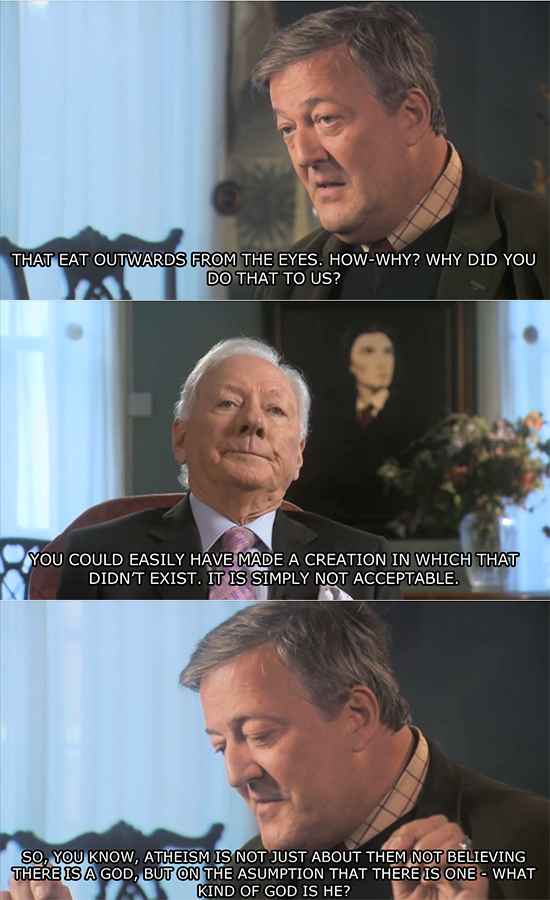 THAT EAT OUTWARDS FROM THE EYES. HOW-WHY? WHY DID YOU
DO THAT TO US?
YOU COULD EASILY HAVE MADE A CREATION IN WHICH THAT
DIDN'T EXIST. IT IS SIMPLY NOT ACCEPTABLE.
SO, YOU KNOW, ATHEISM IS NOT JUST ABOUT THEM NOT BELIEVING
THERE IS A GOD, BUT ON THE ASUMPTION THAT THERE IS ONE - WHAT
KIND OF GOD IS HE?